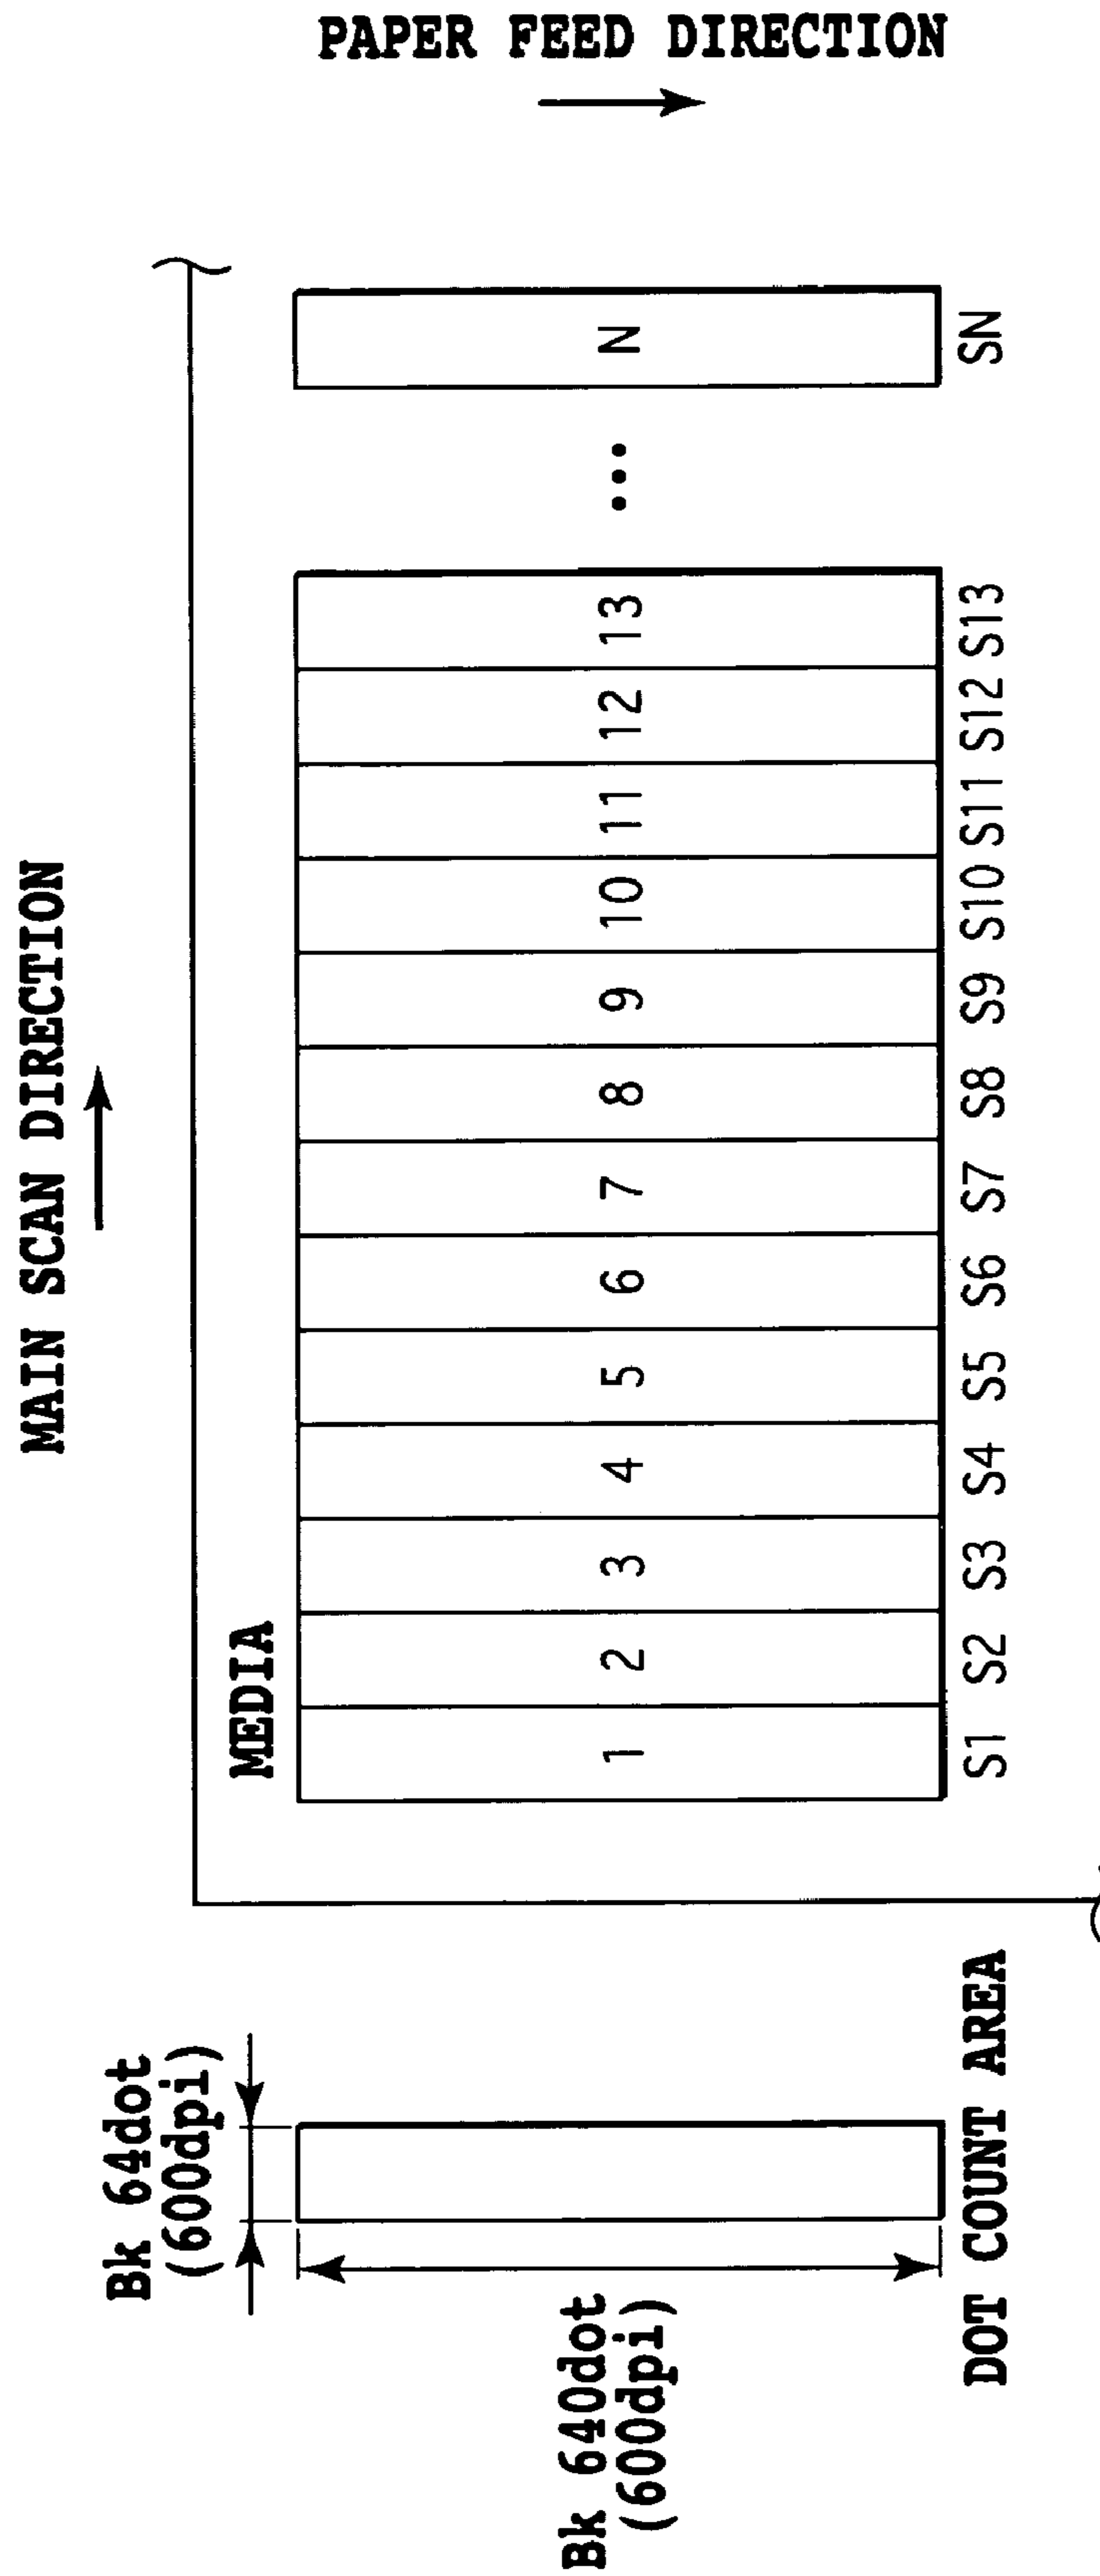 PAPER FEED DIRECTION
MAIN SCAN DIRECTION
MEDIA
1 2 3 4 5 6 7 8 9 10 11 12 13 ... N
S1 S2 S3 S4 S5 S6 S7 S8 S9 S10 S11 S12 S13 SN
Bk 64dot
(600dpi)
Bk 640dot
(600dpi)
DOT COUNT AREA